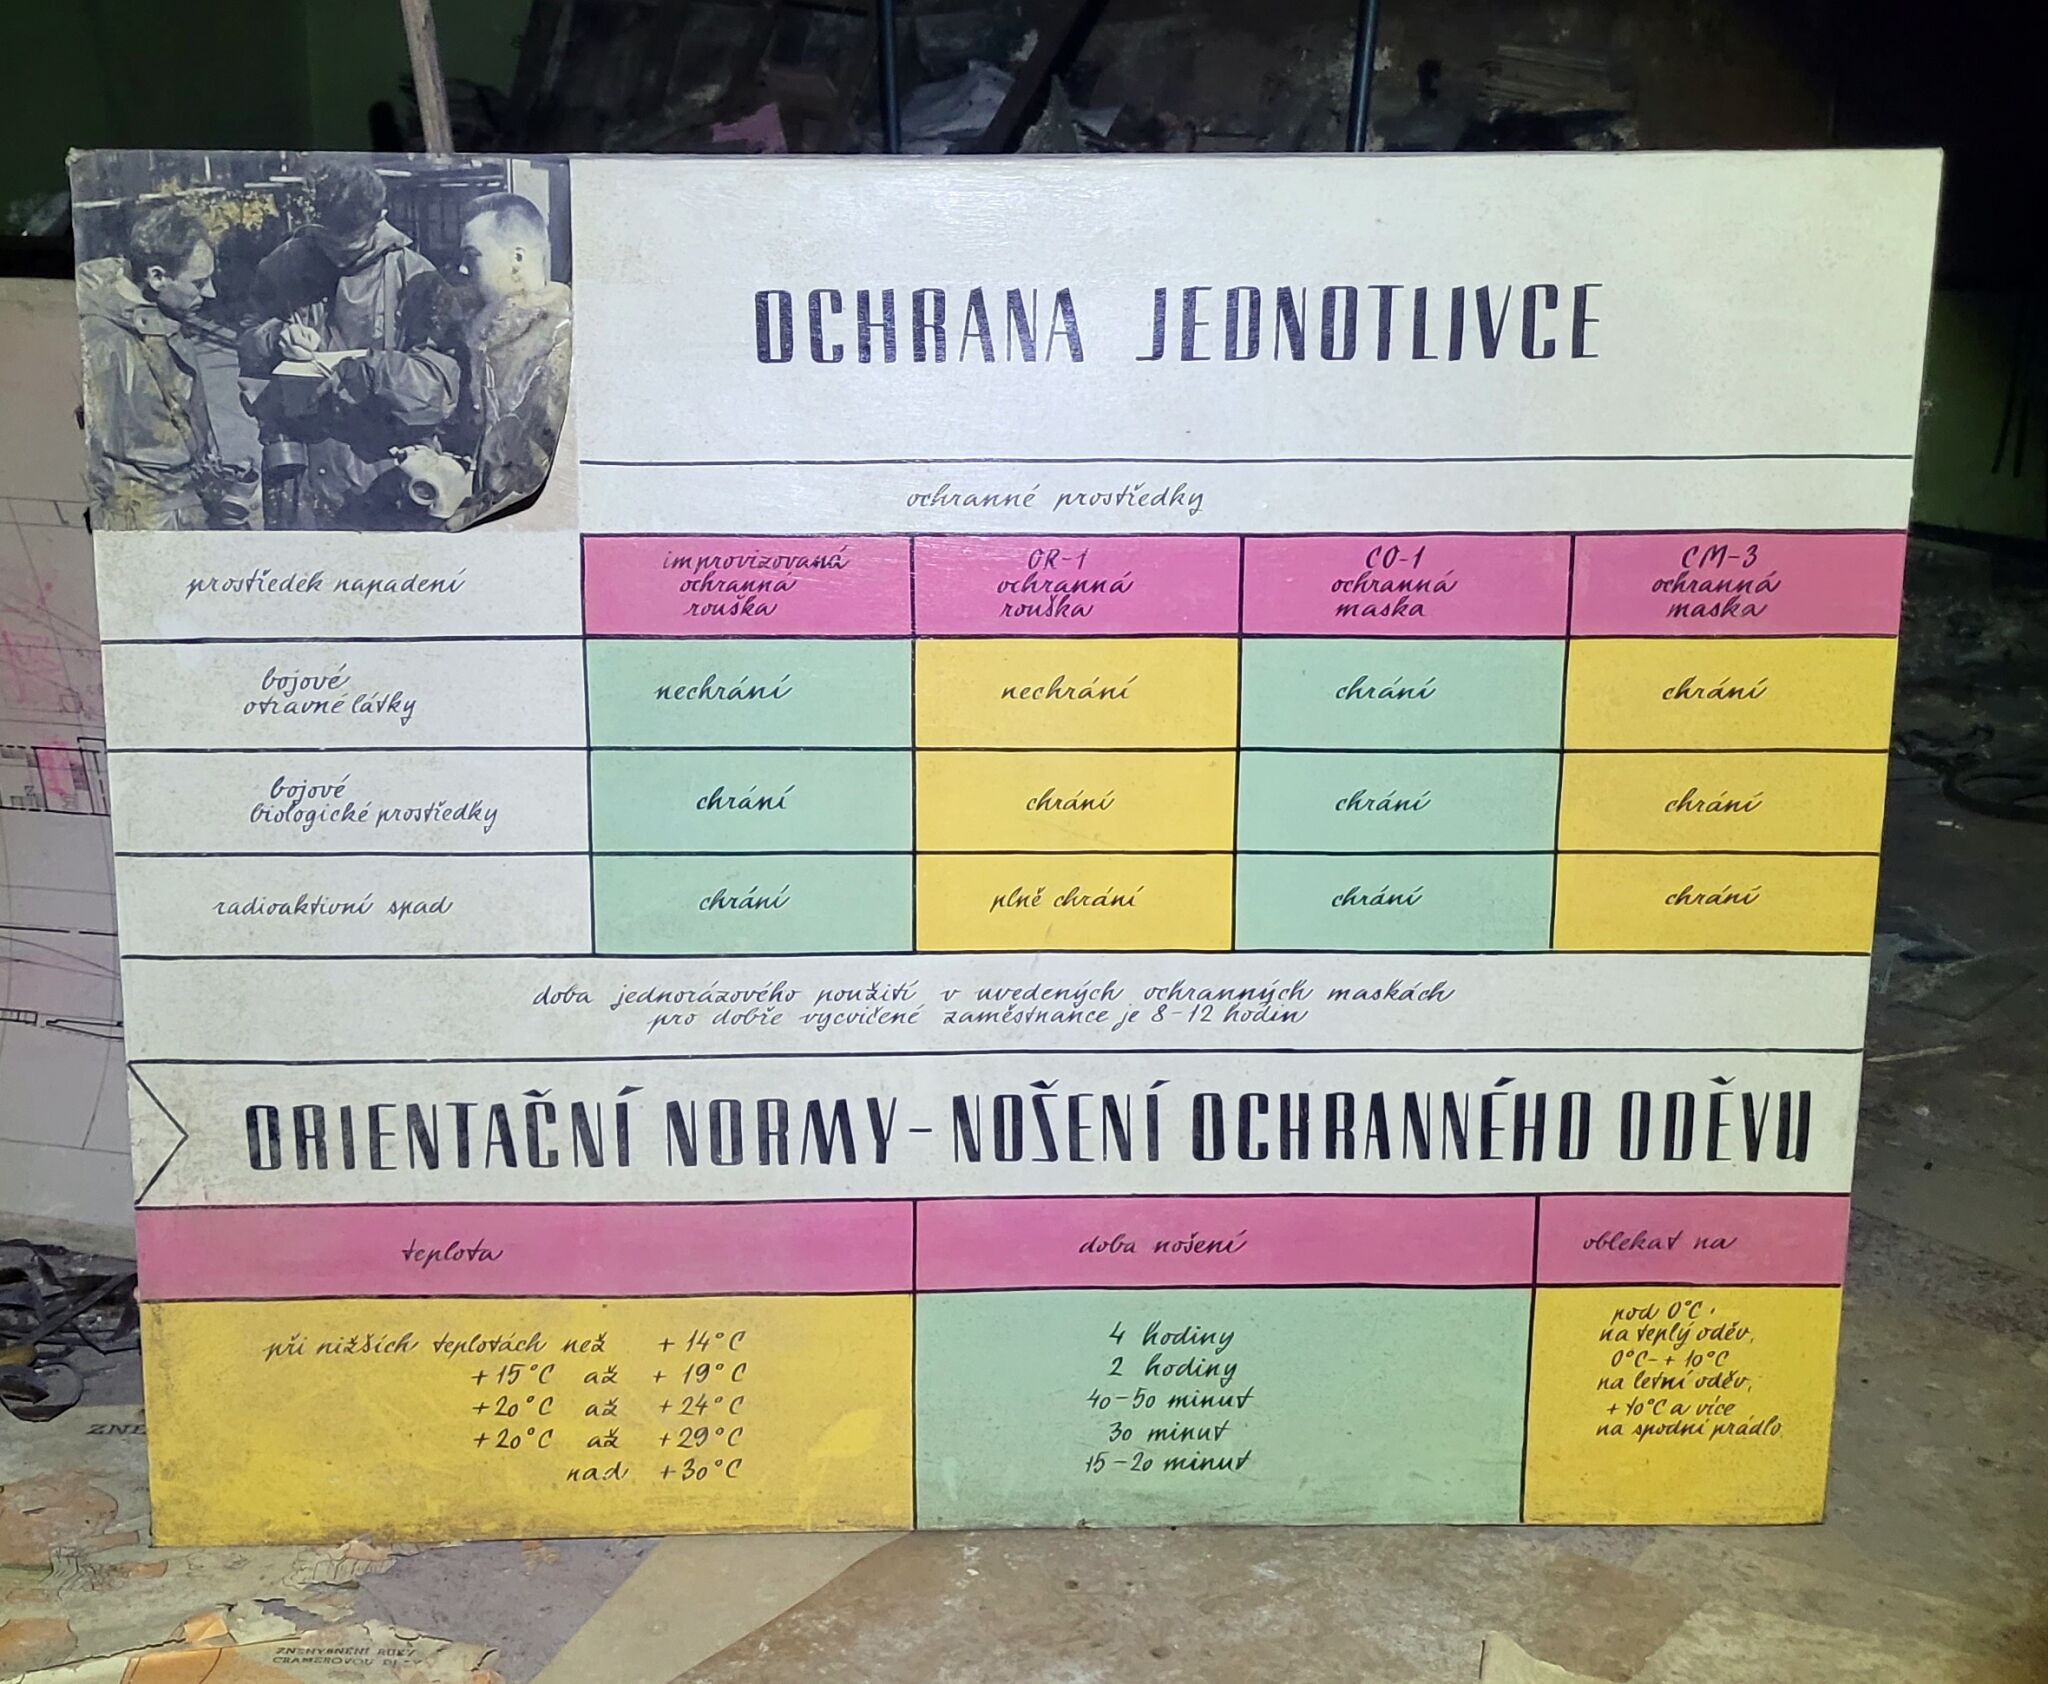 OCHRANA JEDNOTLIVCE
ochranné prostředky
prostředek napadení
improvizovaná
ochranná
rouška
OR-1
ochranná
rouška
CO-1
ochranná
maska
CM-3
ochranná
maska
bojové
otravné látky
nechrání
nechrání
chrání
chrání
bojové
biologické prostředky
chrání
chrání
chrání
chrání
radioaktivní spad
chrání
plně chrání
chrání
chrání
doba jednorázového použití v uvedených ochranných maskách
pro dobře vycvičené zaměstnance je 8-12 hodin
ORIENTAČNÍ NORMY - NOŠENÍ OCHRANNÉHO ODĚVU
teplota
doba nošení
oblekat na
při nižších teplotách než +14°C
+15°C až +19°C
+20°C až +24°C
+20°C až +29°C
nad +30°C
4 hodiny
2 hodiny
40-50 minut
30 minut
15-20 minut
pod 0°C
na teplý oděv,
0°C-+10°C
na letní oděv,
+10°C a více
na spodní prádlo
ZNEHYBNĚNÍ RUKY
CRAMEROVOU